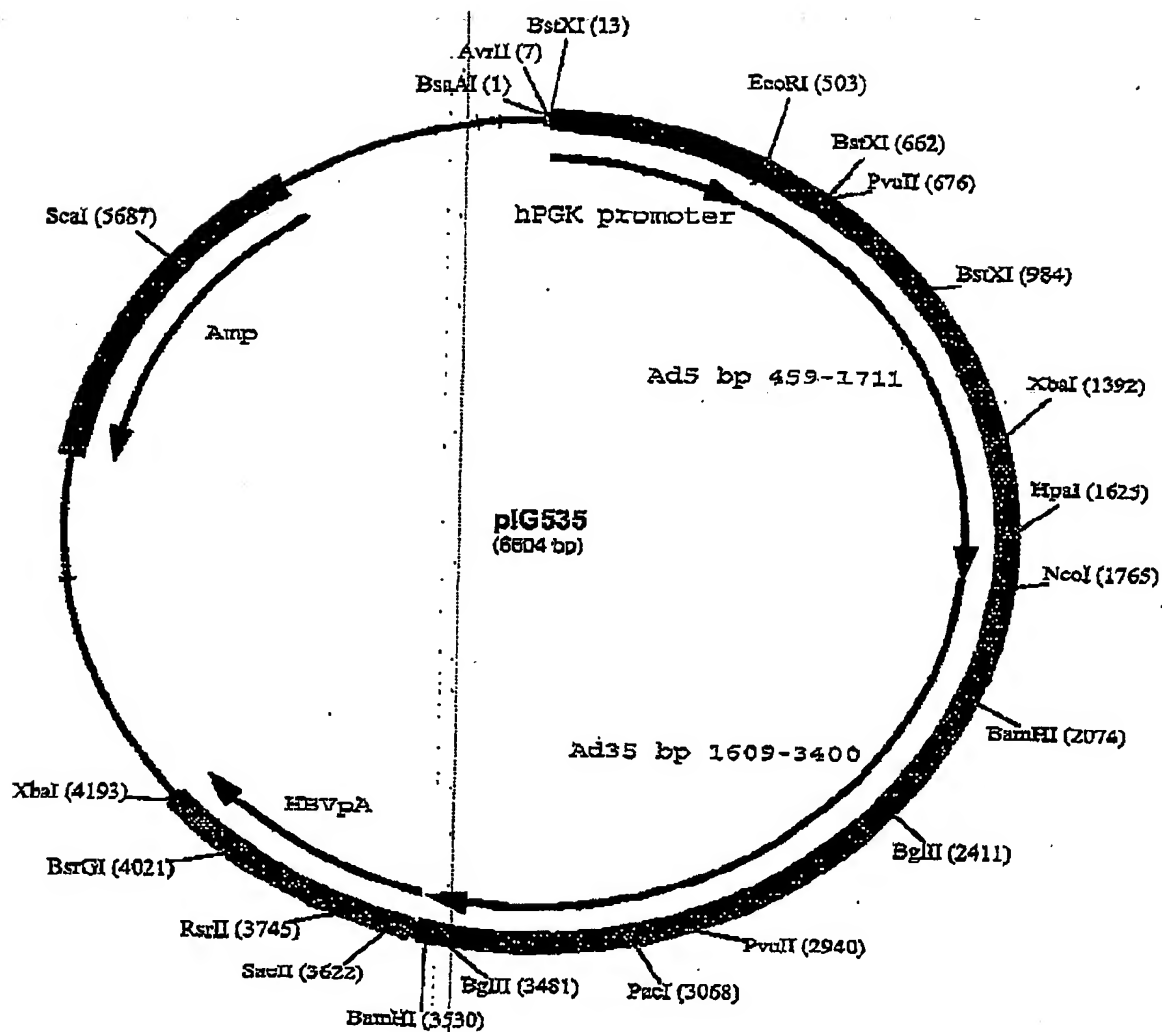 BstXI (13)
AvrII (7)
BsaAI (1)
EcoRI (503)
BstXI (662)
PvuII (676)
ScaI (5687)
hPGK promoter
BstXI (984)
Amp
Ad5 bp 459-1711
XbaI (1392)
HpaI (1625)
pIG535
(6604 bp)
NcoI (1765)
BamHI (2074)
Ad35 bp 1609-3400
XbaI (4193)
HBVpA
BglII (2411)
BsrGI (4021)
RsrII (3745)
PvuII (2940)
SacII (3622)
BglII (3481)
PacI (3068)
BamHI (3530)